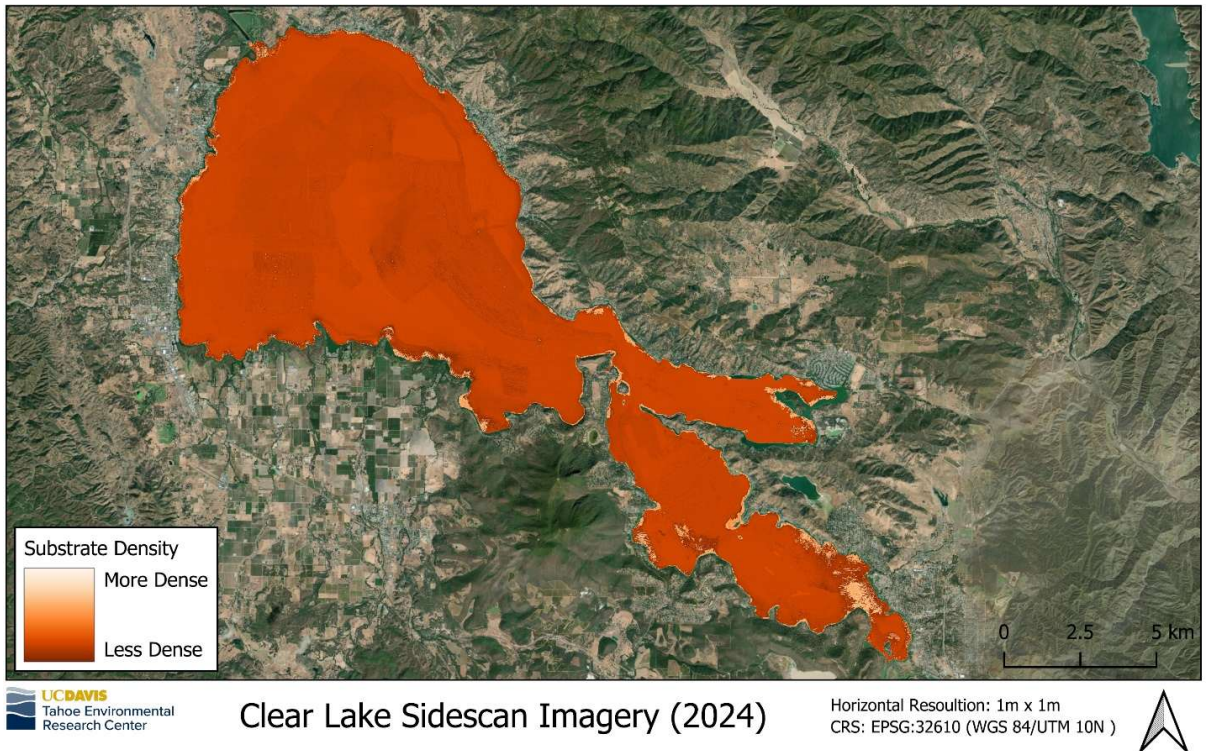 Substrate Density
More Dense
Less Dense
0 2.5 5 km
UCDAVIS
Tahoe Environmental
Research Center
Clear Lake Sidescan Imagery (2024)
Horizontal Resoultion: 1m x 1m
CRS: EPSG:32610 (WGS 84/UTM 10N )